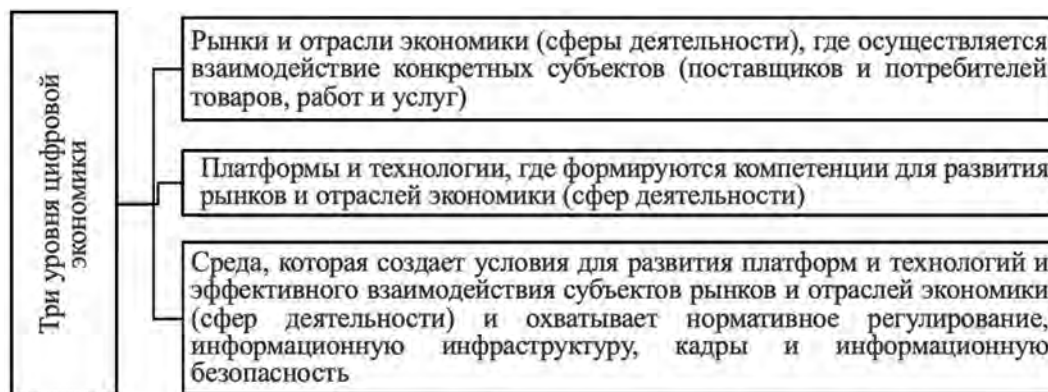 Три уровня цифровой
экономики
Рынки и отрасли экономики (сферы деятельности), где осуществляется
взаимодействие конкретных субъектов (поставщиков и потребителей
товаров, работ и услуг)
Платформы и технологии, где формируются компетенции для развития
рынков и отраслей экономики (сфер деятельности)
Среда, которая создает условия для развития платформ и технологий и
эффективного взаимодействия субъектов рынков и отраслей экономики
(сфер деятельности) и охватывает нормативное регулирование,
информационную инфраструктуру, кадры и информационную
безопасность